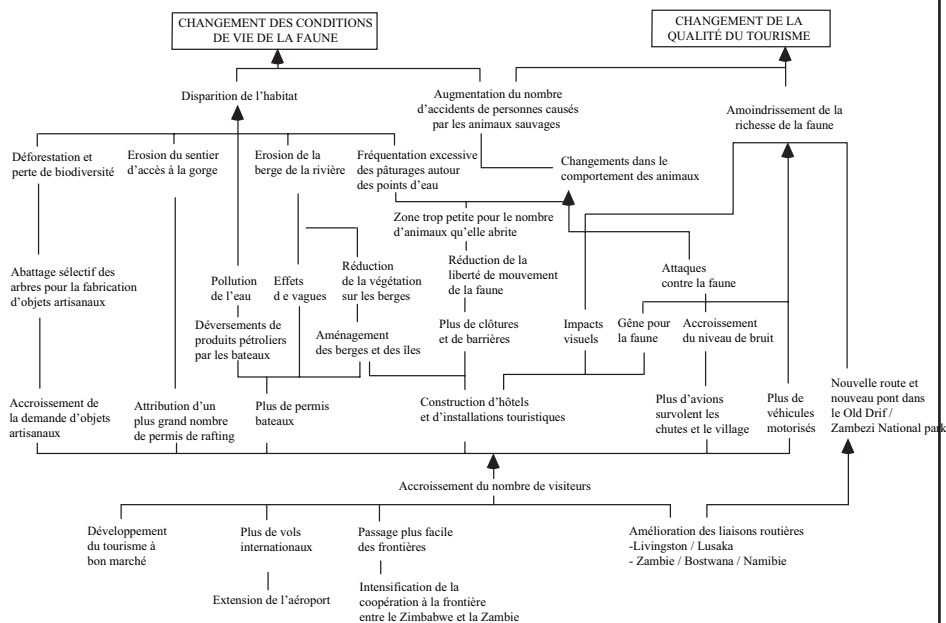 CHANGEMENT DES CONDITIONS
DE VIE DE LA FAUNE
CHANGEMENT DE LA
QUALITÉ DU TOURISME
Disparition de l'habitat
Augmentation du nombre
d'accidents de personnes causés
par les animaux sauvages
Amoindrissement de la
richesse de la faune
Déforestation et
perte de biodiversité
Erosion du sentier
d'accès à la gorge
Erosion de la
berge de la rivière
Fréquentation excessive
des pâturages autour
des points d'eau
Changements dans le
comportement des animaux
Zone trop petite pour le nombre
d'animaux qu'elle abrite
Abattage sélectif des
arbres pour la fabrication
d'objets artisanaux
Pollution
de l'eau
Effets
d e vagues
Réduction
de la végétation
sur les berges
Réduction de la
liberté de mouvement
de la faune
Attaques
contre la faune
Déversements de
produits pétroliers
par les bateaux
Aménagement
des berges et des îles
Plus de clôtures
et de barrières
Impacts
visuels
Gêne pour
la faune
Accroissement
du niveau de bruit
Accroissement de
la demande d'objets
artisanaux
Attribution d'un
plus grand nombre
de permis de rafting
Plus de permis
bateaux
Construction d'hôtels
et d'installations touristiques
Plus d'avions
survolent les
chutes et le village
Plus de
véhicules
motorisés
Nouvelle route et
nouveau pont dans
le Old Drif /
Zambezi National park
Accroissement du nombre de visiteurs
Développement
du tourisme à
bon marché
Plus de vols
internationaux
Passage plus facile
des frontières
Amélioration des liaisons routières
-Livingston / Lusaka
- Zambie / Bostwana / Namibie
Extension de l'aéroport
Intensification de la
coopération à la frontière
entre le Zimbabwe et la Zambie